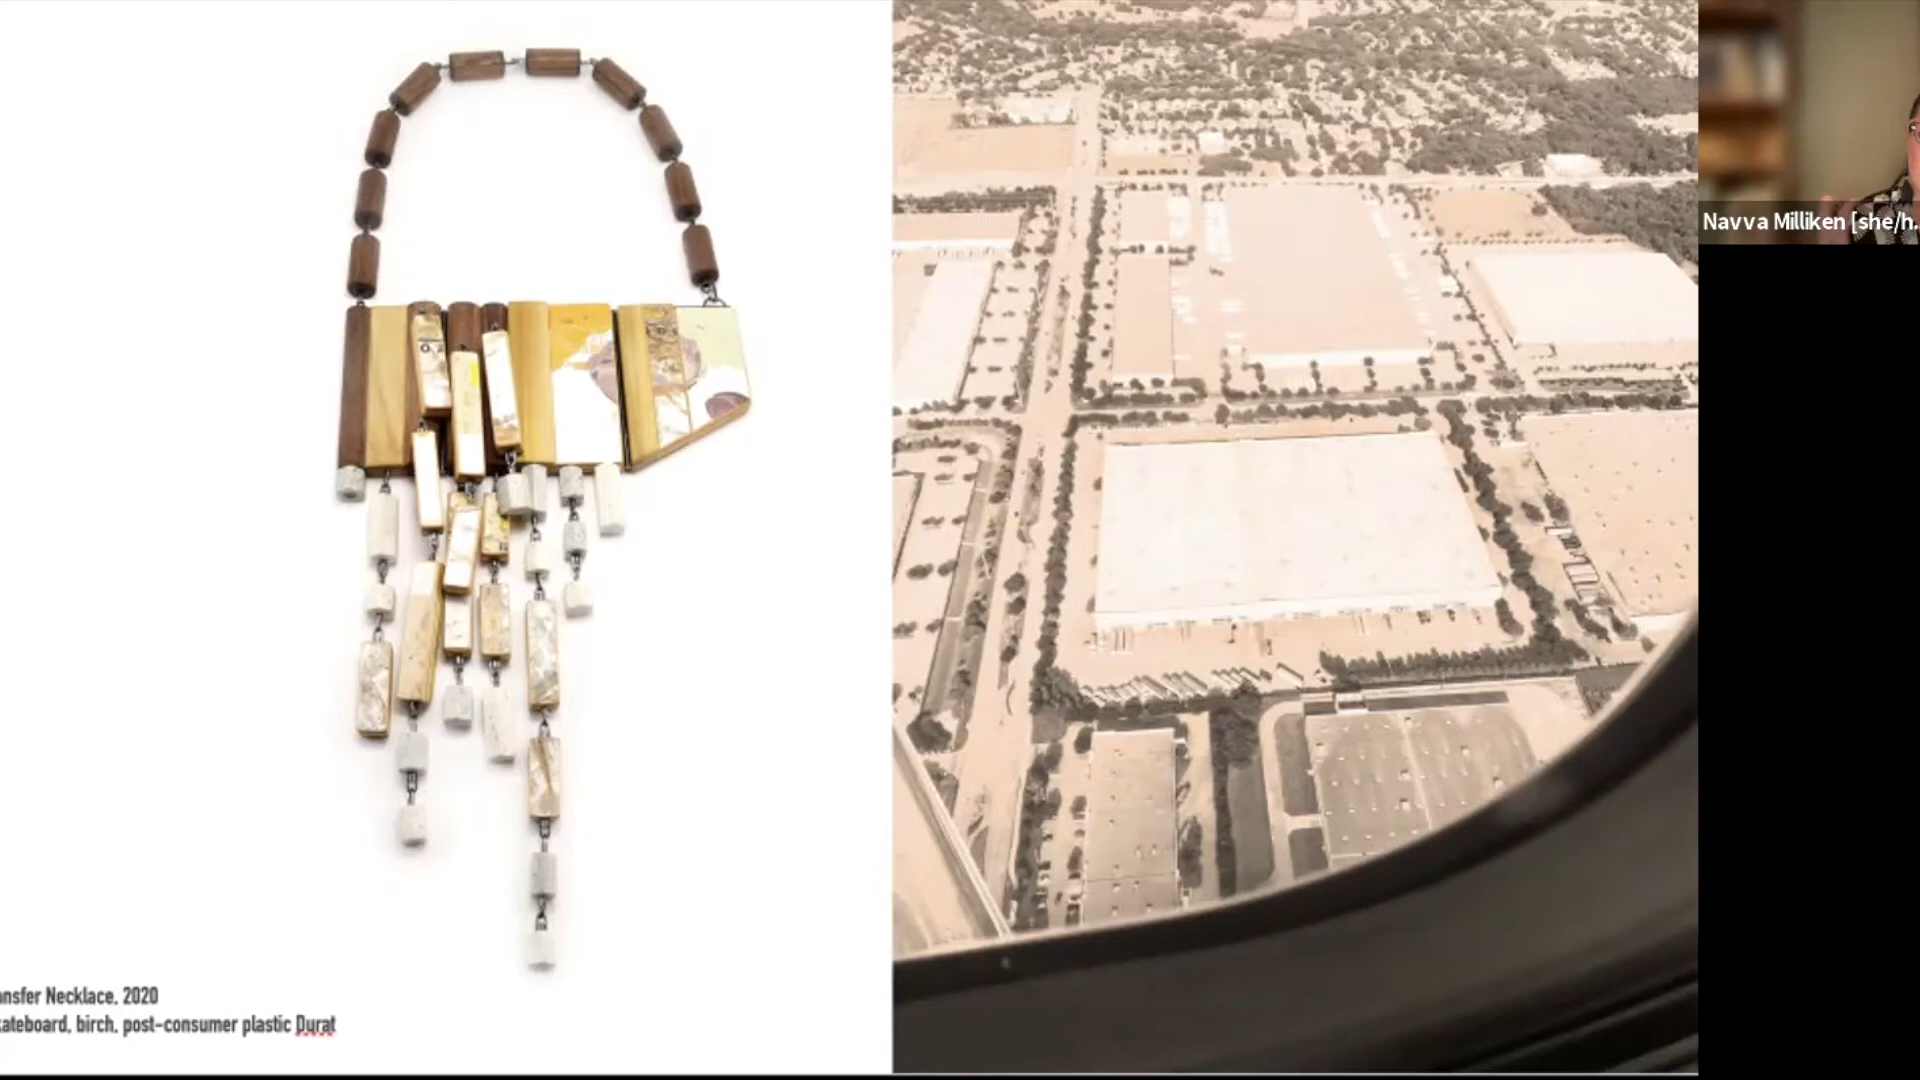 ansfer Necklace, 2020
kateboard, birch, post-consumer plastic Durat
Navva Milliken [she/h.